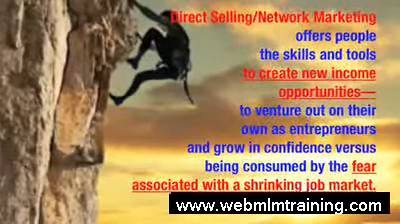 Direct Selling/Network Marketing
offers people
the skills and tools
to create new income
opportunities—
to venture out on their
own as entrepreneurs
and grow in confidence versus
being consumed by the fear
associated with a shrinking job market.
www.webmlmtraining.com